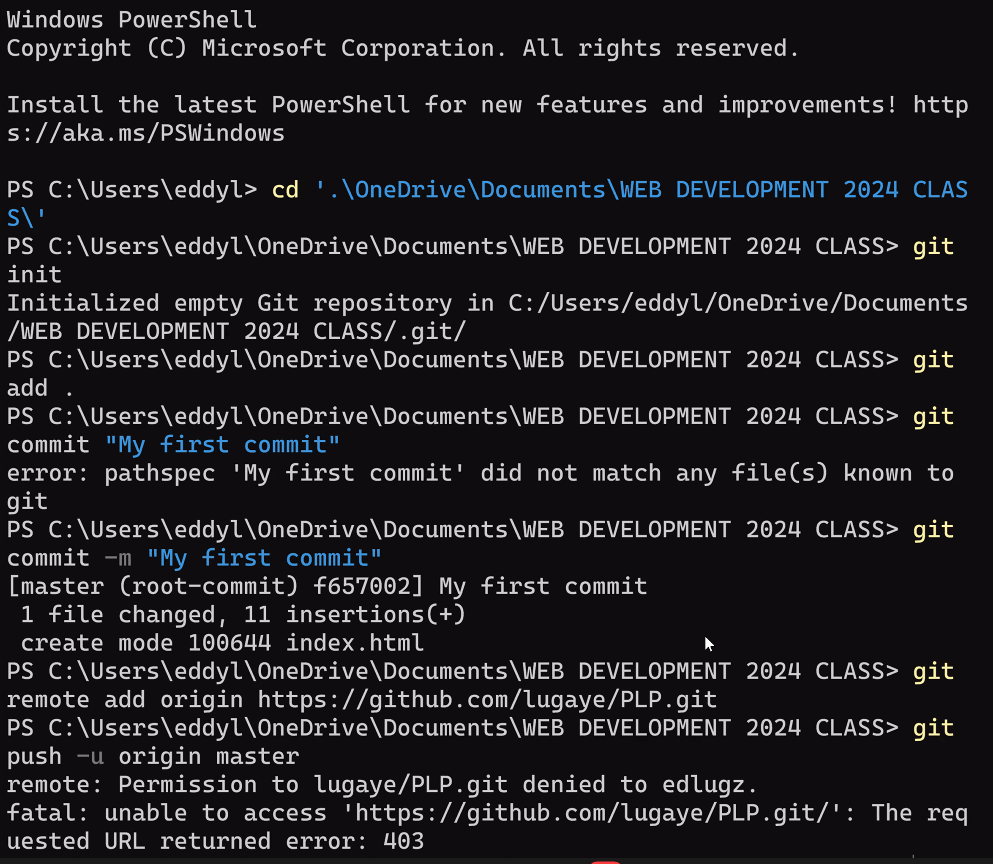 Windows PowerShell
Copyright (C) Microsoft Corporation. All rights reserved.
Install the latest PowerShell for new features and improvements! http
s://aka.ms/PSWindows
PS C:\Users\eddyl> cd '.\OneDrive\Documents\WEB DEVELOPMENT 2024 CLAS
S\'
PS C:\Users\eddyl\OneDrive\Documents\WEB DEVELOPMENT 2024 CLASS> git
init
Initialized empty Git repository in C:/Users/eddyl/OneDrive/Documents
/WEB DEVELOPMENT 2024 CLASS/.git/
PS C:\Users\eddyl\OneDrive\Documents\WEB DEVELOPMENT 2024 CLASS> git
add .
PS C:\Users\eddyl\OneDrive\Documents\WEB DEVELOPMENT 2024 CLASS> git
commit "My first commit"
error: pathspec 'My first commit' did not match any file(s) known to
git
PS C:\Users\eddyl\OneDrive\Documents\WEB DEVELOPMENT 2024 CLASS> git
commit -m "My first commit"
[master (root-commit) f657002] My first commit
 1 file changed, 11 insertions(+)
 create mode 100644 index.html
PS C:\Users\eddyl\OneDrive\Documents\WEB DEVELOPMENT 2024 CLASS> git
remote add origin https://github.com/lugaye/PLP.git
PS C:\Users\eddyl\OneDrive\Documents\WEB DEVELOPMENT 2024 CLASS> git
push -u origin master
remote: Permission to lugaye/PLP.git denied to edlugz.
fatal: unable to access 'https://github.com/lugaye/PLP.git/': The req
uested URL returned error: 403